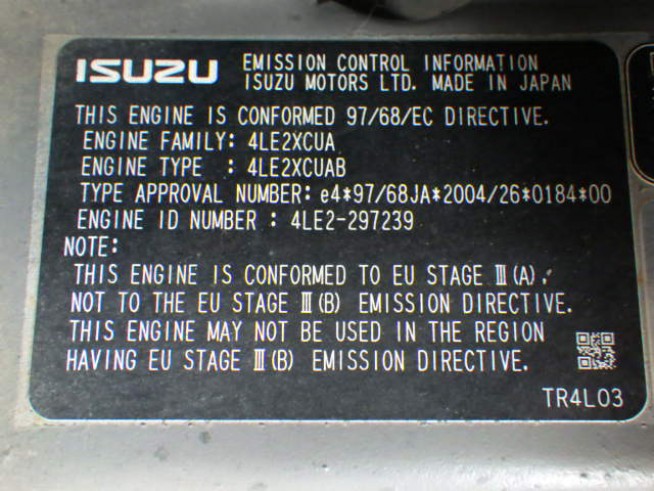 ISUZU EMISSION CONTROL INFORMATION
ISUZU MOTORS LTD. MADE IN JAPAN
THIS ENGINE IS CONFORMED 97/68/EC DIRECTIVE.
ENGINE FAMILY: 4LE2XCUA
ENGINE TYPE : 4LE2XCUAB
TYPE APPROVAL NUMBER: e4*97/68JA*2004/26*0184*00
ENGINE ID NUMBER : 4LE2-297239
NOTE:
THIS ENGINE IS CONFORMED TO EU STAGE Ⅲ(A).
NOT TO THE EU STAGE Ⅲ(B) EMISSION DIRECTIVE.
THIS ENGINE MAY NOT BE USED IN THE REGION
HAVING EU STAGE Ⅲ(B) EMISSION DIRECTIVE.
TR4L03